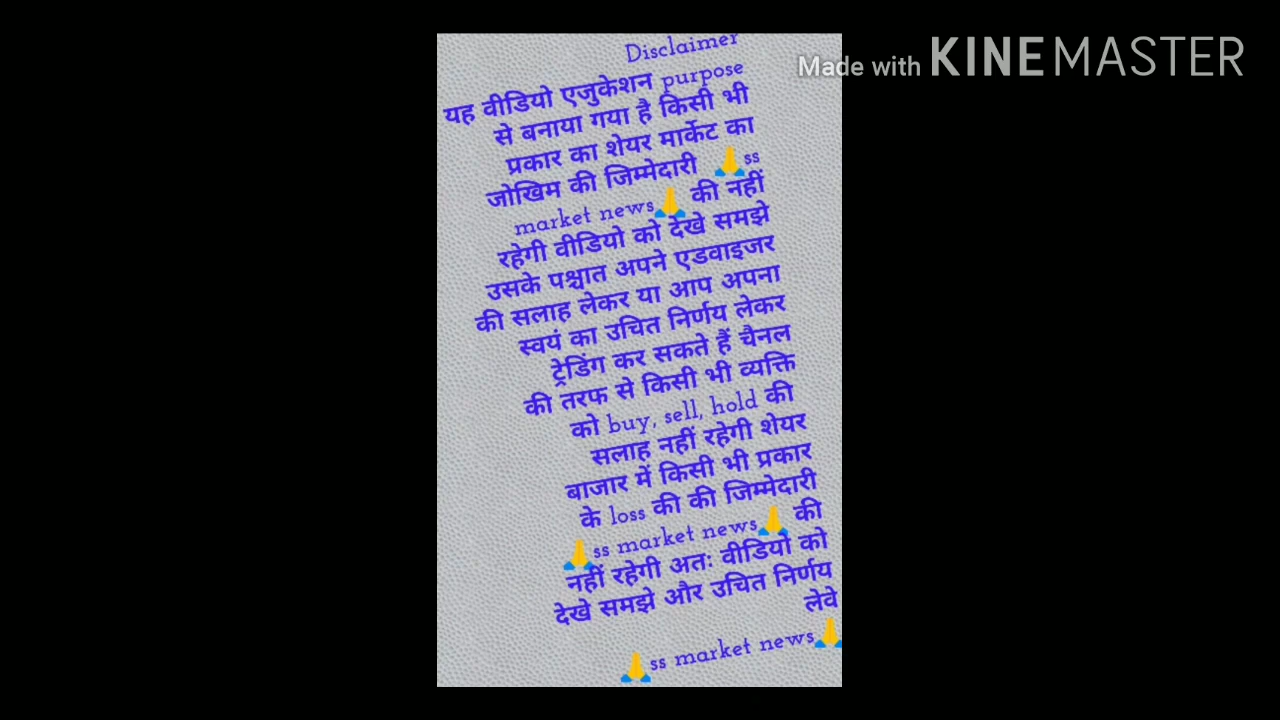 Made with KINEMASTER
Disclaimer
यह वीडियो एजुकेशन purpose
से बनाया गया है किसी भी
प्रकार का शेयर मार्केट का
जोखिम की जिम्मेदारी 🙏ss
market news🙏 की नहीं
रहेगी वीडियो को देखे समझे
उसके पश्चात अपने एडवाइजर
की सलाह लेकर या आप अपना
स्वयं का उचित निर्णय लेकर
ट्रेडिंग कर सकते हैं चैनल
की तरफ से किसी भी व्यक्ति
को buy, sell, hold की
सलाह नहीं रहेगी शेयर
बाजार में किसी भी प्रकार
के loss की की जिम्मेदारी
🙏ss market news🙏 की
नहीं रहेगी अतः वीडियो को
देखे समझे और उचित निर्णय
लेवे
🙏ss market news🙏